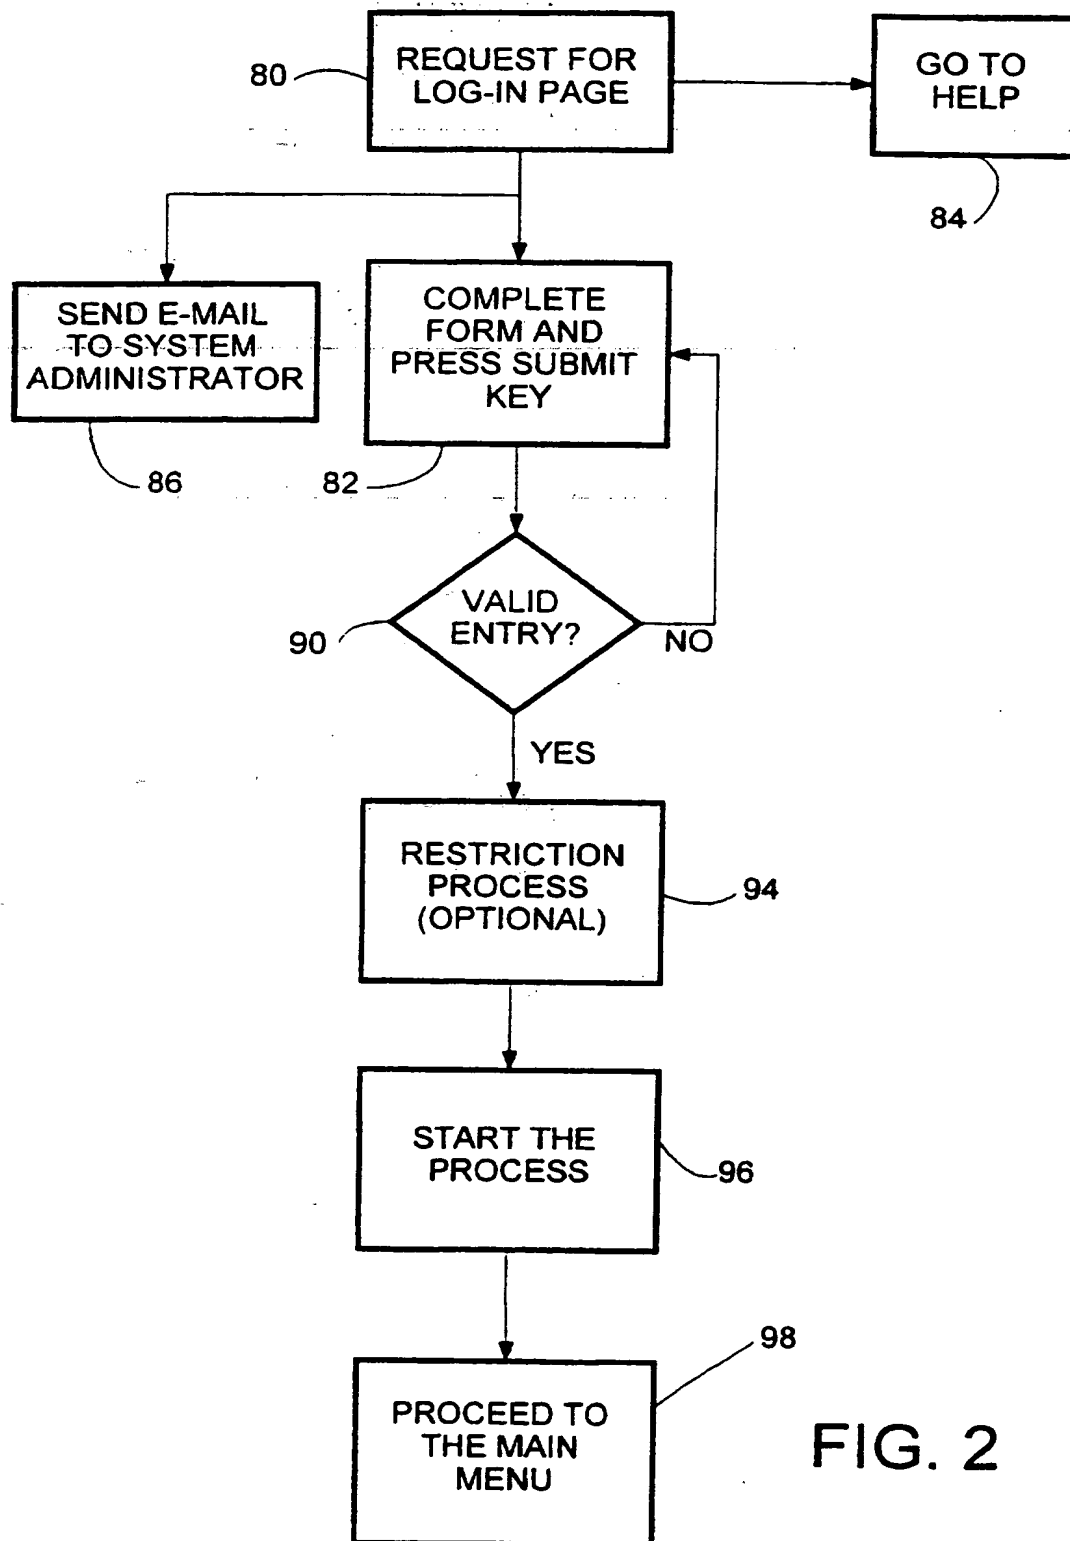 80
REQUEST FOR
LOG-IN PAGE
GO TO
HELP
84
SEND E-MAIL
TO SYSTEM
ADMINISTRATOR
86
COMPLETE
FORM AND
PRESS SUBMIT
KEY
82
VALID
ENTRY?
90
NO
YES
RESTRICTION
PROCESS
(OPTIONAL)
94
START THE
PROCESS
96
PROCEED TO
THE MAIN
MENU
98
FIG. 2